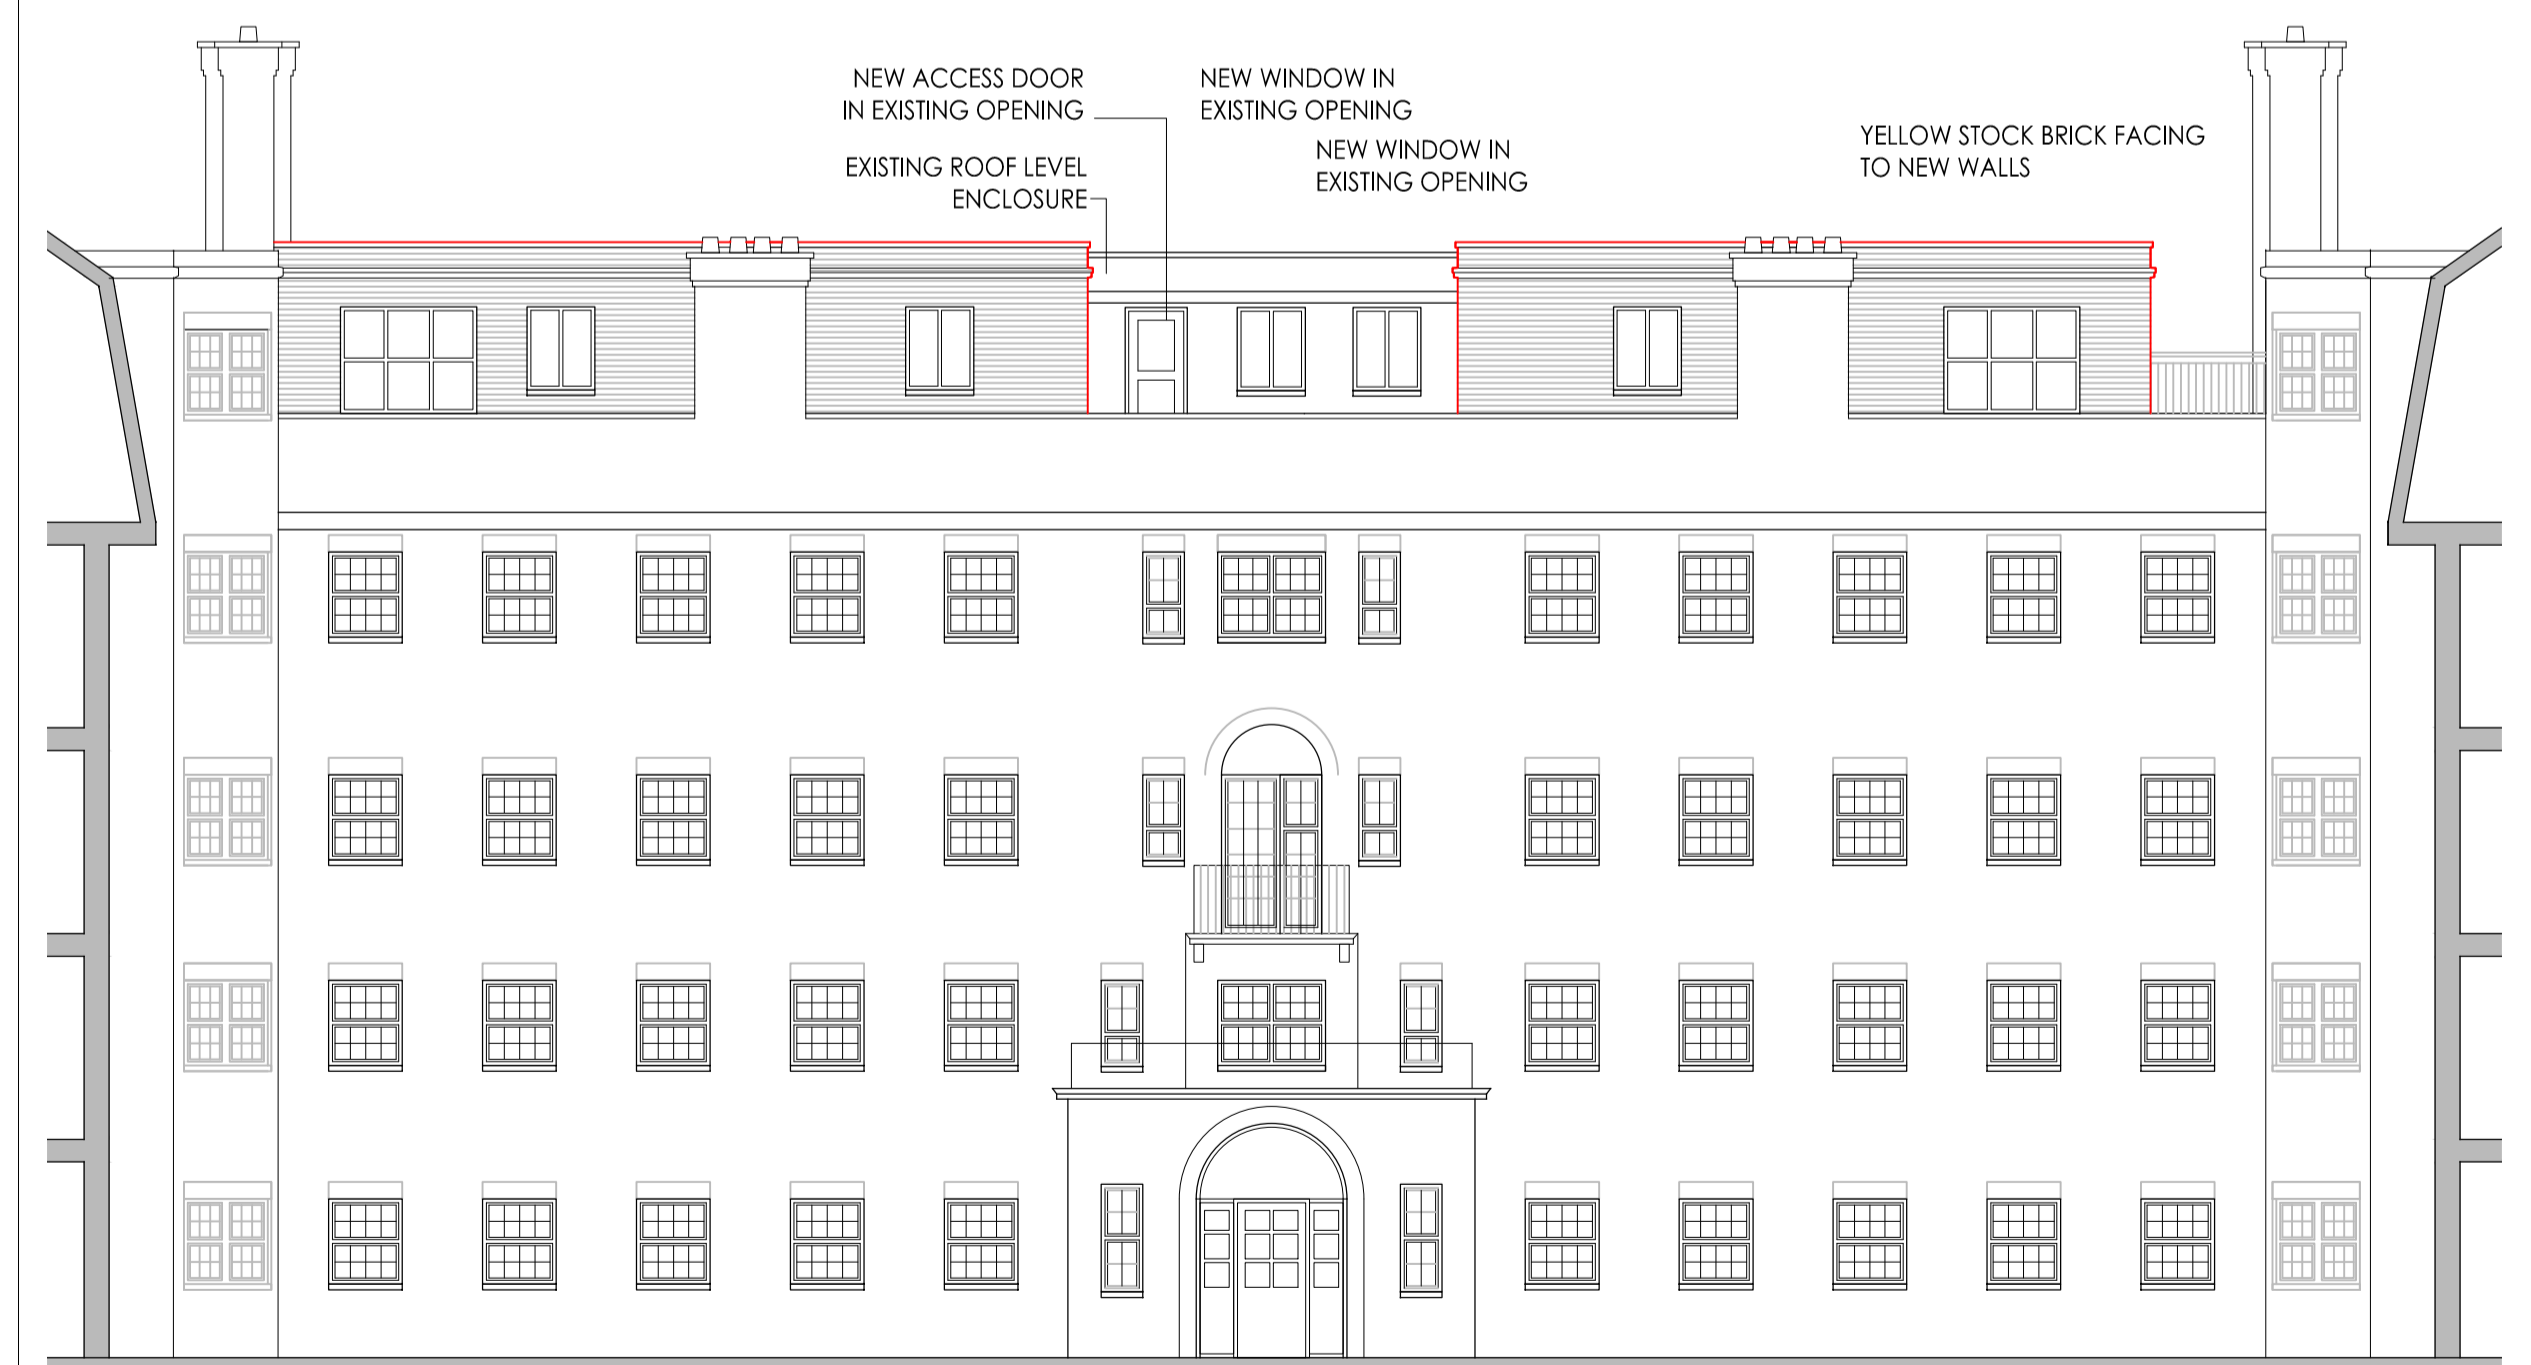 NEW ACCESS DOOR
IN EXISTING OPENING
EXISTING ROOF LEVEL
ENCLOSURE
NEW WINDOW IN
EXISTING OPENING
NEW WINDOW IN
EXISTING OPENING
YELLOW STOCK BRICK FACING
TO NEW WALLS